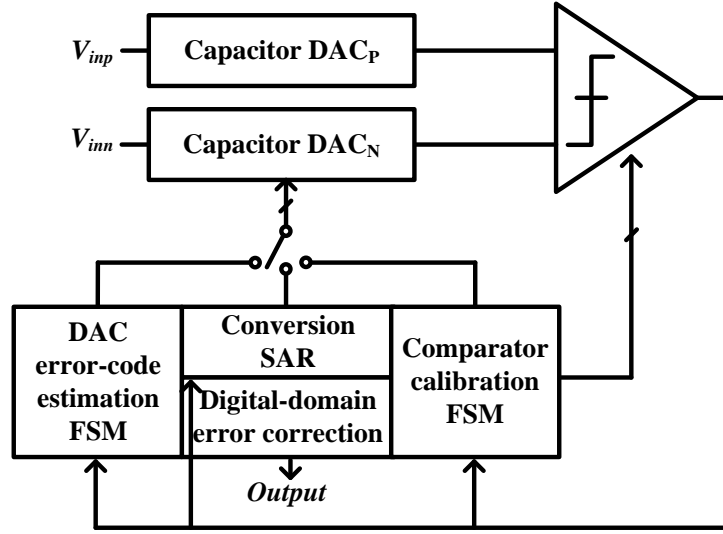 V_inp
Capacitor DAC_P
V_inn
Capacitor DAC_N
DAC
error-code
estimation
FSM
Conversion
SAR
Digital-domain
error correction
Comparator
calibration
FSM
Output